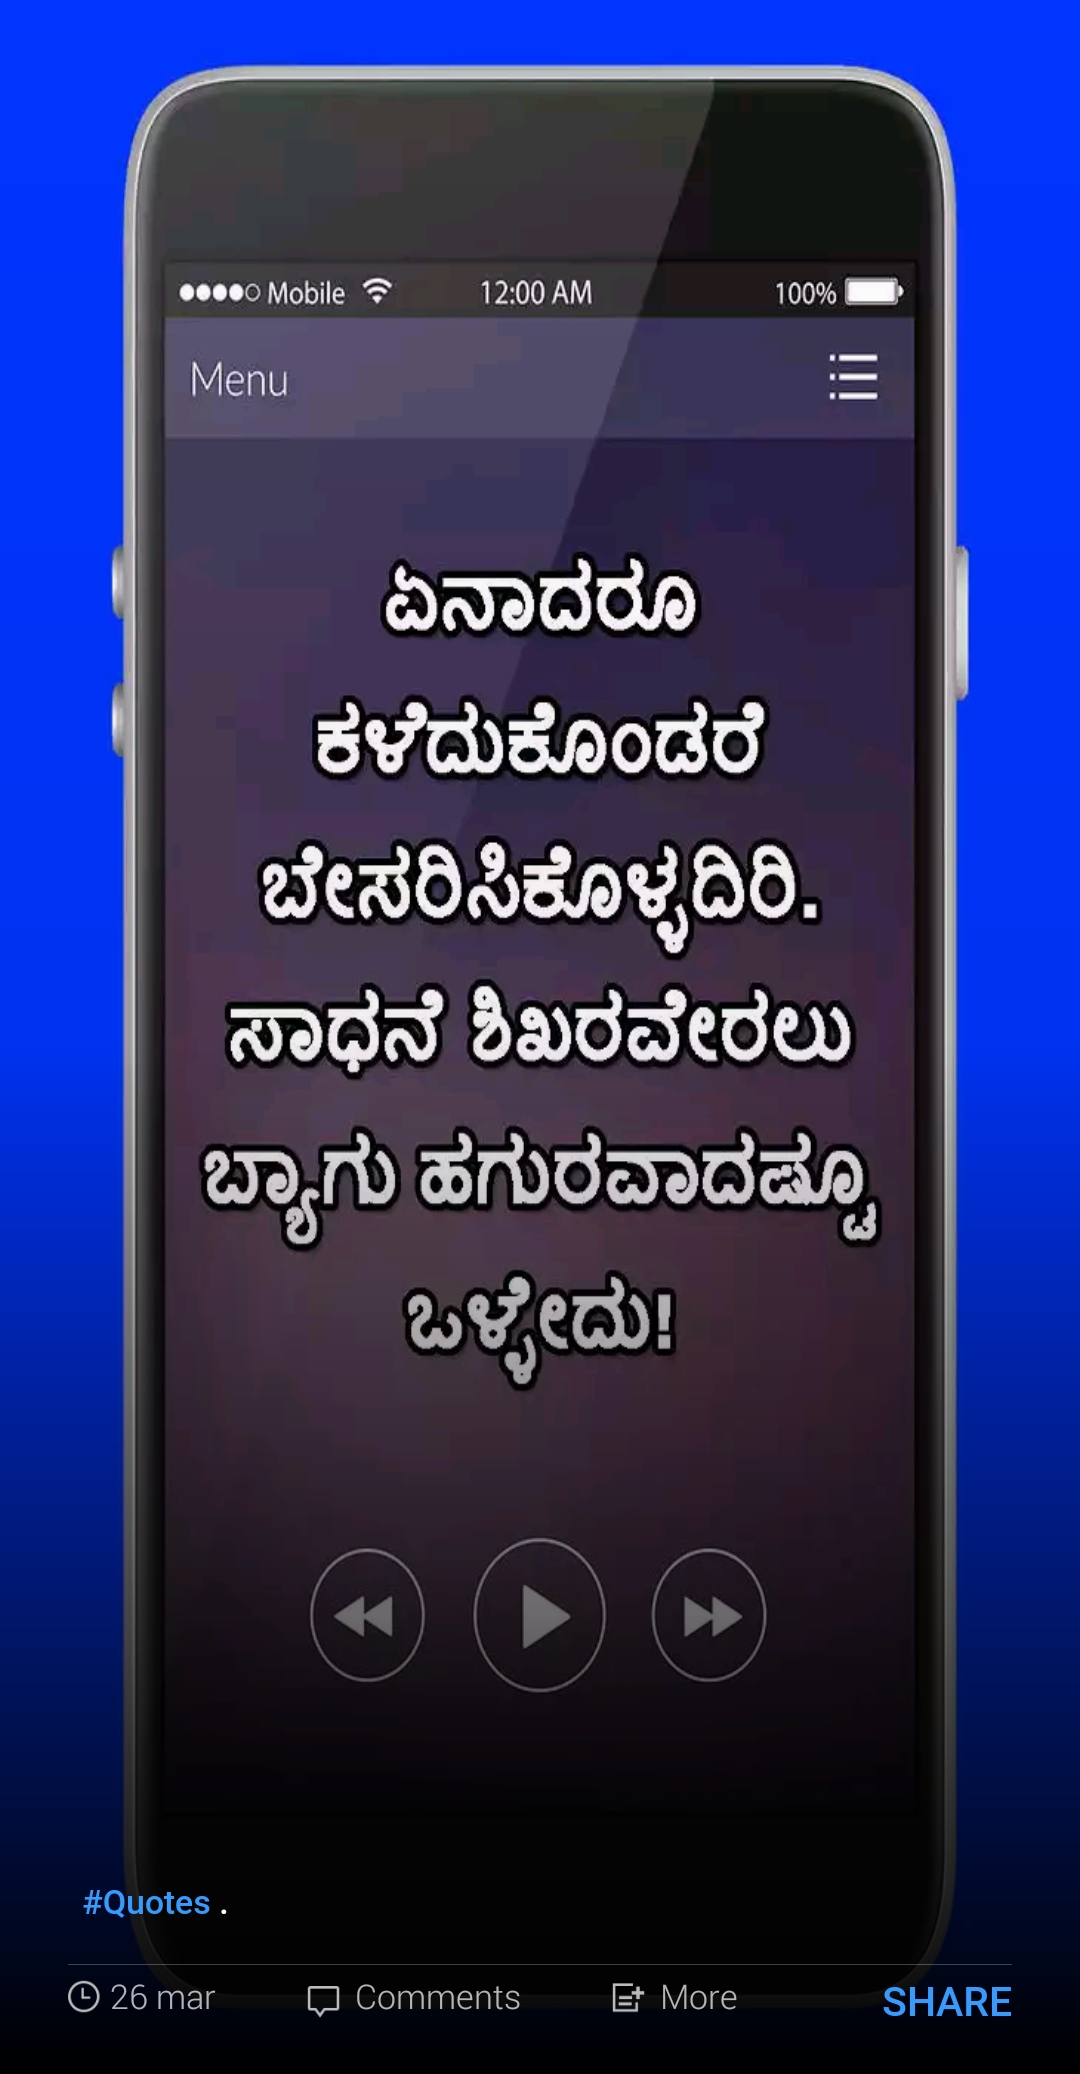 Mobile 12:00 AM 100%
Menu
ಏನಾದರೂ
ಕಳೆದುಕೊಂಡರೆ
ಬೇಸರಿಸಿಕೊಳ್ಳದಿರಿ.
ಸಾಧನೆ ಶಿಖರವೇರಲು
ಬ್ಯಾಗು ಹಗುರವಾದಷ್ಟೂ
ಒಳ್ಳೇದು!
#Quotes .
26 mar Comments More SHARE